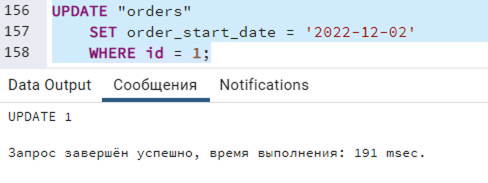 156 UPDATE "orders"
157 SET order_start_date = '2022-12-02'
158 WHERE id = 1;
Data Output Сообщения Notifications
UPDATE 1
Запрос завершён успешно, время выполнения: 191 msec.